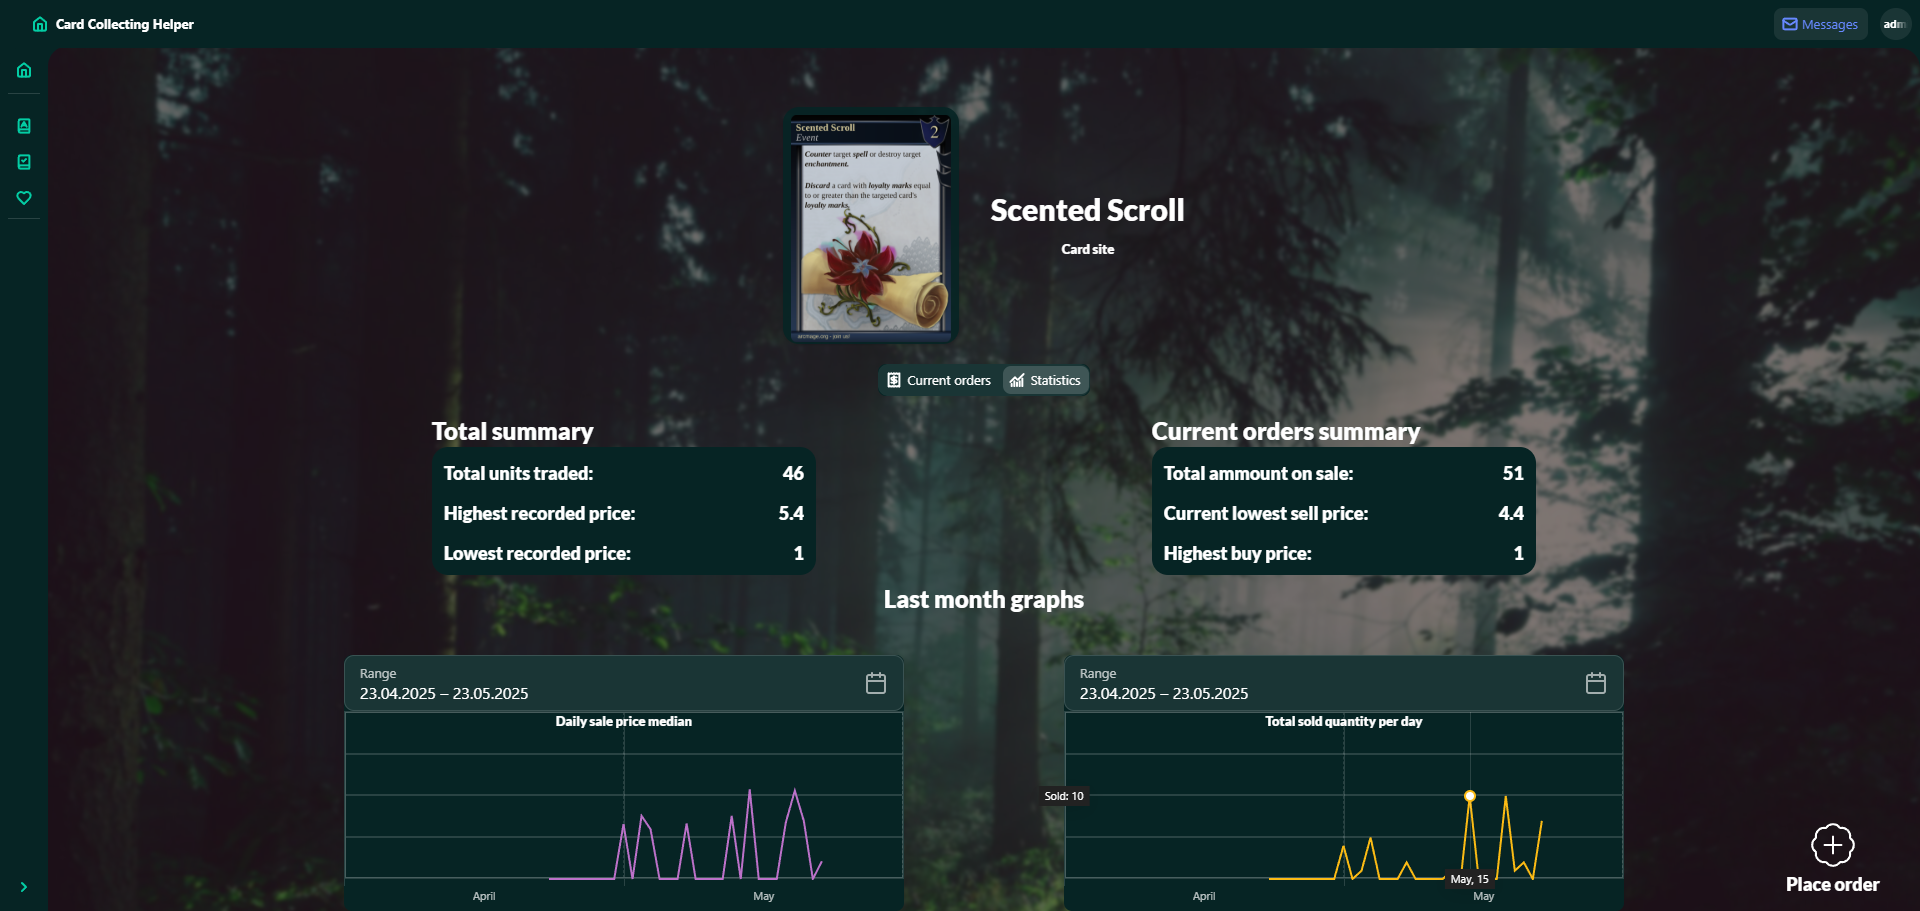 Card Collecting Helper
Messages
adm
Scented Scroll
Event
2
Counter target spell or destroy target
enchantment.
Discard a card with loyalty marks equal
to or greater than the targeted card's
loyalty marks.
arcmage.org - join us!
Scented Scroll
Card site
Current orders
Statistics
Total summary
Total units traded: 46
Highest recorded price: 5.4
Lowest recorded price: 1
Current orders summary
Total ammount on sale: 51
Current lowest sell price: 4.4
Highest buy price: 1
Last month graphs
Range
23.04.2025 – 23.05.2025
Daily sale price median
April
May
Range
23.04.2025 – 23.05.2025
Total sold quantity per day
Sold: 10
May, 15
April
May
Place order